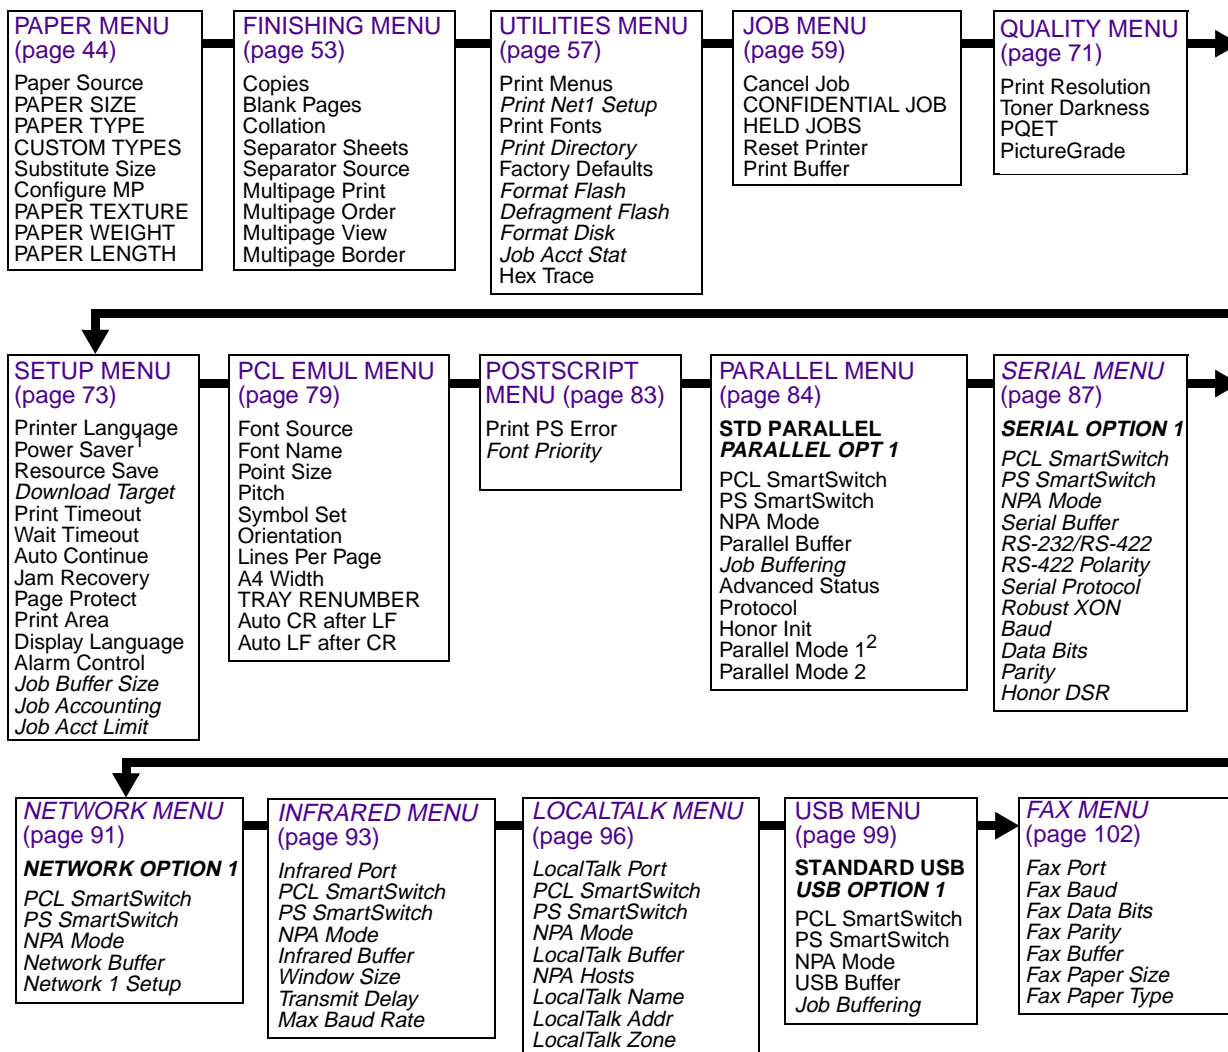 PAPER MENU
(page 44)
Paper Source
PAPER SIZE
PAPER TYPE
CUSTOM TYPES
Substitute Size
Configure MP
PAPER TEXTURE
PAPER WEIGHT
PAPER LENGTH
FINISHING MENU
(page 53)
Copies
Blank Pages
Collation
Separator Sheets
Separator Source
Multipage Print
Multipage Order
Multipage View
Multipage Border
UTILITIES MENU
(page 57)
Print Menus
Print Net1 Setup
Print Fonts
Print Directory
Factory Defaults
Format Flash
Defragment Flash
Format Disk
Job Acct Stat
Hex Trace
JOB MENU
(page 59)
Cancel Job
CONFIDENTIAL JOB
HELD JOBS
Reset Printer
Print Buffer
QUALITY MENU
(page 71)
Print Resolution
Toner Darkness
PQET
PictureGrade
SETUP MENU
(page 73)
Printer Language
Power Saver1
Resource Save
Download Target
Print Timeout
Wait Timeout
Auto Continue
Jam Recovery
Page Protect
Print Area
Display Language
Alarm Control
Job Buffer Size
Job Accounting
Job Acct Limit
PCL EMUL MENU
(page 79)
Font Source
Font Name
Point Size
Pitch
Symbol Set
Orientation
Lines Per Page
A4 Width
TRAY RENUMBER
Auto CR after LF
Auto LF after CR
POSTSCRIPT
MENU (page 83)
Print PS Error
Font Priority
PARALLEL MENU
(page 84)
STD PARALLEL
PARALLEL OPT 1
PCL SmartSwitch
PS SmartSwitch
NPA Mode
Parallel Buffer
Job Buffering
Advanced Status
Protocol
Honor Init
Parallel Mode 12
Parallel Mode 2
SERIAL MENU
(page 87)
SERIAL OPTION 1
PCL SmartSwitch
PS SmartSwitch
NPA Mode
Serial Buffer
RS-232/RS-422
RS-422 Polarity
Serial Protocol
Robust XON
Baud
Data Bits
Parity
Honor DSR
NETWORK MENU
(page 91)
NETWORK OPTION 1
PCL SmartSwitch
PS SmartSwitch
NPA Mode
Network Buffer
Network 1 Setup
INFRARED MENU
(page 93)
Infrared Port
PCL SmartSwitch
PS SmartSwitch
NPA Mode
Infrared Buffer
Window Size
Transmit Delay
Max Baud Rate
LOCALTALK MENU
(page 96)
LocalTalk Port
PCL SmartSwitch
PS SmartSwitch
NPA Mode
LocalTalk Buffer
NPA Hosts
LocalTalk Name
LocalTalk Addr
LocalTalk Zone
USB MENU
(page 99)
STANDARD USB
USB OPTION 1
PCL SmartSwitch
PS SmartSwitch
NPA Mode
USB Buffer
Job Buffering
FAX MENU
(page 102)
Fax Port
Fax Baud
Fax Data Bits
Fax Parity
Fax Buffer
Fax Paper Size
Fax Paper Type